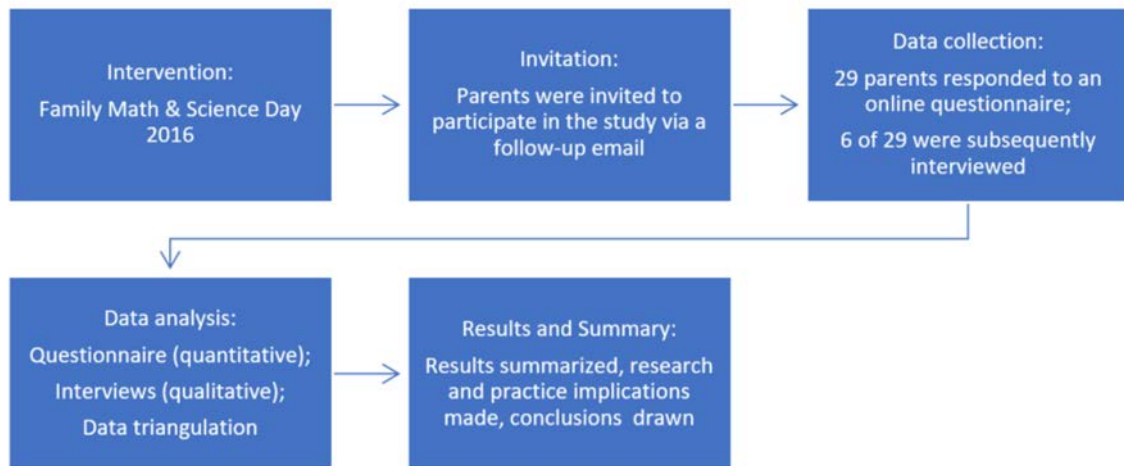 Intervention:
Family Math & Science Day
2016
Invitation:
Parents were invited to
participate in the study via a
follow-up email
Data collection:
29 parents responded to an
online questionnaire;
6 of 29 were subsequently
interviewed
Data analysis:
Questionnaire (quantitative);
Interviews (qualitative);
Data triangulation
Results and Summary:
Results summarized, research
and practice implications
made, conclusions drawn